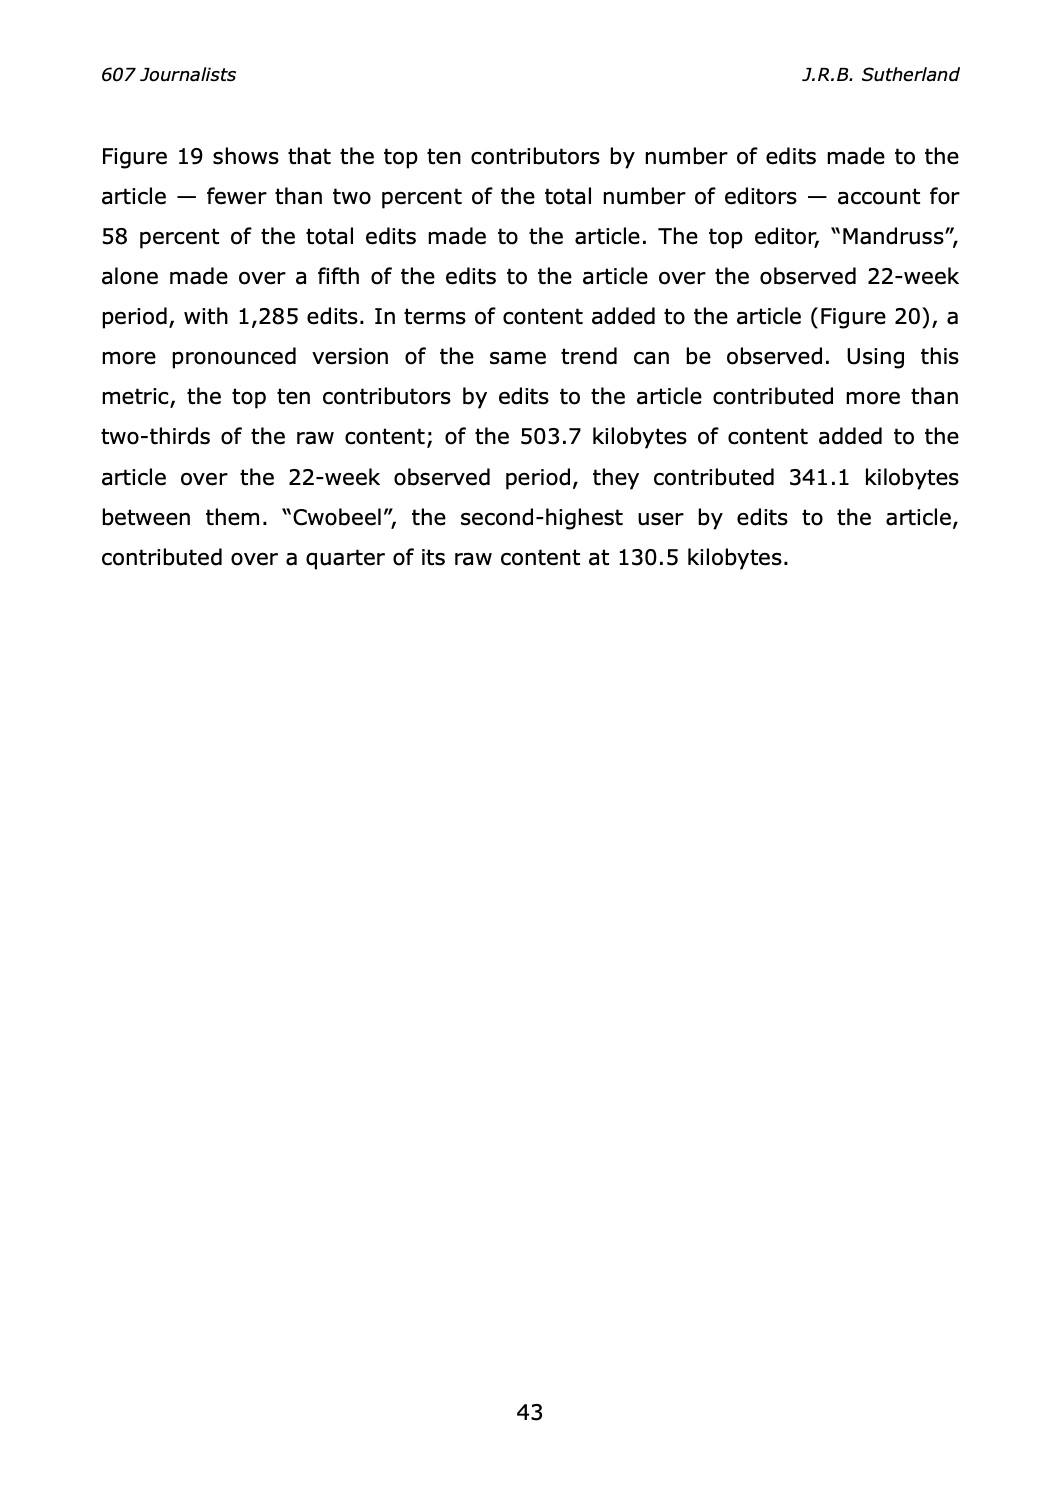 607 Journalists
J.R.B. Sutherland
Figure 19 shows that the top ten contributors by number of edits made to the
article — fewer than two percent of the total number of editors — account for
58 percent of the total edits made to the article. The top editor, “Mandruss”,
alone made over a fifth of the edits to the article over the observed 22-week
period, with 1,285 edits. In terms of content added to the article (Figure 20), a
more pronounced version of the same trend can be observed. Using this
metric, the top ten contributors by edits to the article contributed more than
two-thirds of the raw content; of the 503.7 kilobytes of content added to the
article over the 22-week observed period, they contributed 341.1 kilobytes
between them. “Cwobeel”, the second-highest user by edits to the article,
contributed over a quarter of its raw content at 130.5 kilobytes.
43